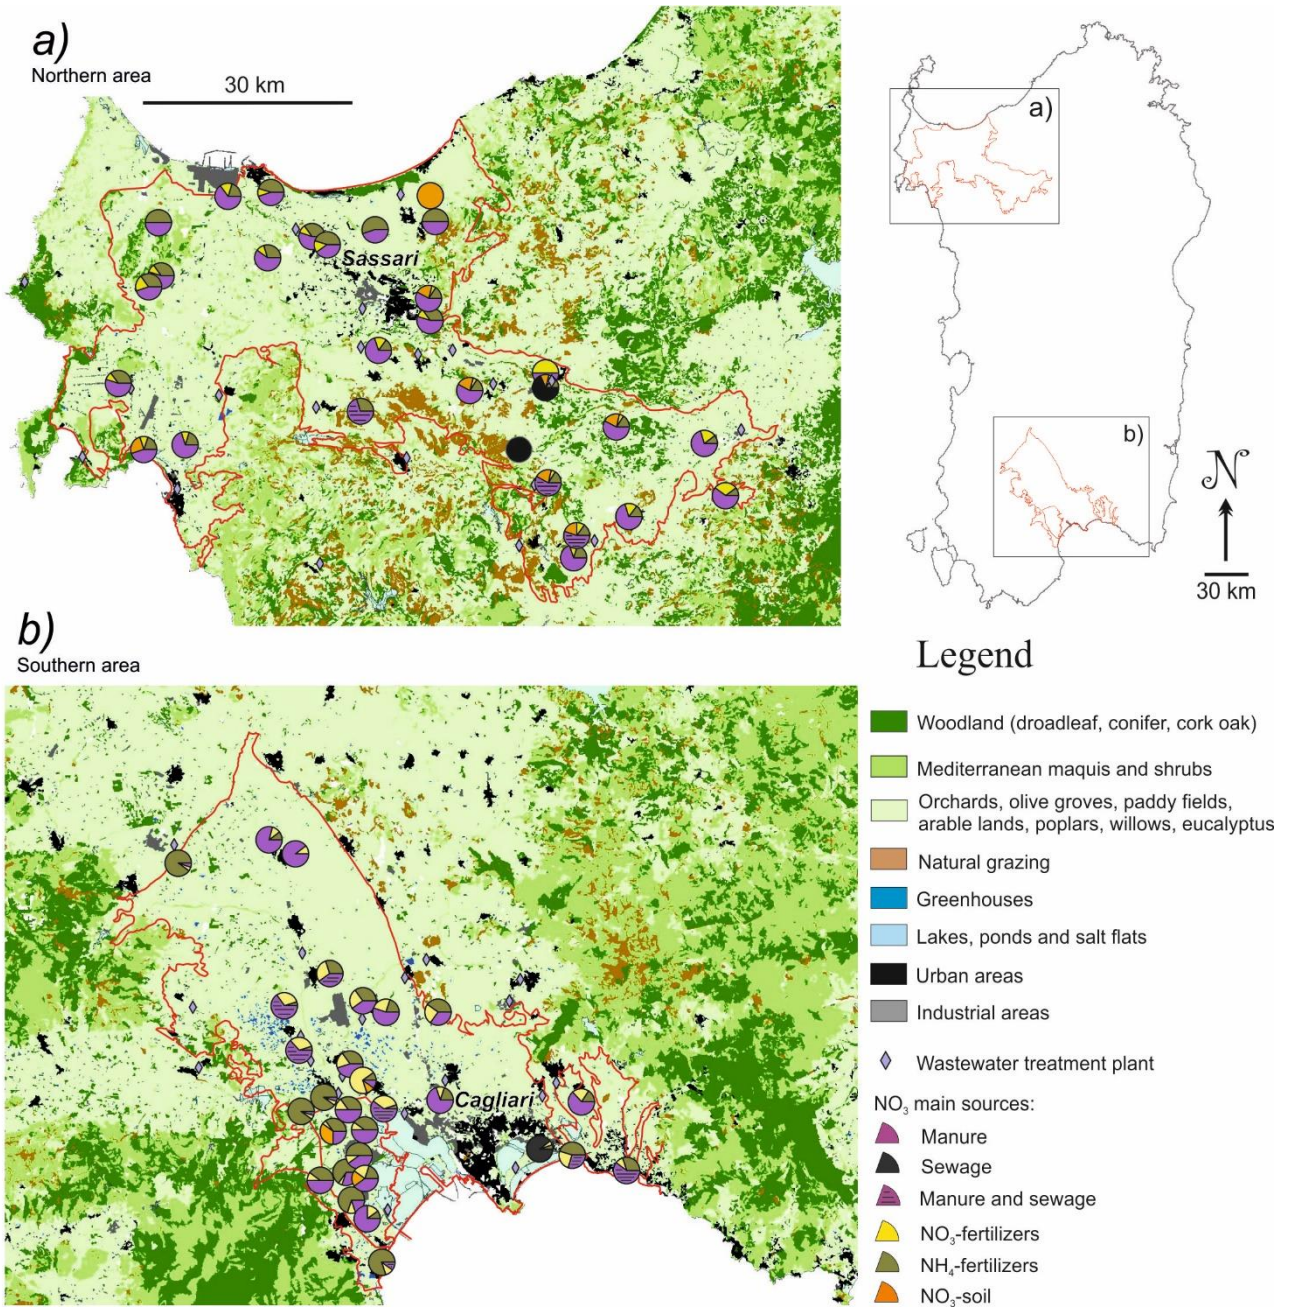 a)
Northern area
30 km
Sassari
a)
b)
N
30 km
b)
Southern area
Cagliari
Legend
Woodland (droadleaf, conifer, cork oak)
Mediterranean maquis and shrubs
Orchards, olive groves, paddy fields,
arable lands, poplars, willows, eucalyptus
Natural grazing
Greenhouses
Lakes, ponds and salt flats
Urban areas
Industrial areas
Wastewater treatment plant
NO₃ main sources:
Manure
Sewage
Manure and sewage
NO₃-fertilizers
NH₄-fertilizers
NO₃-soil